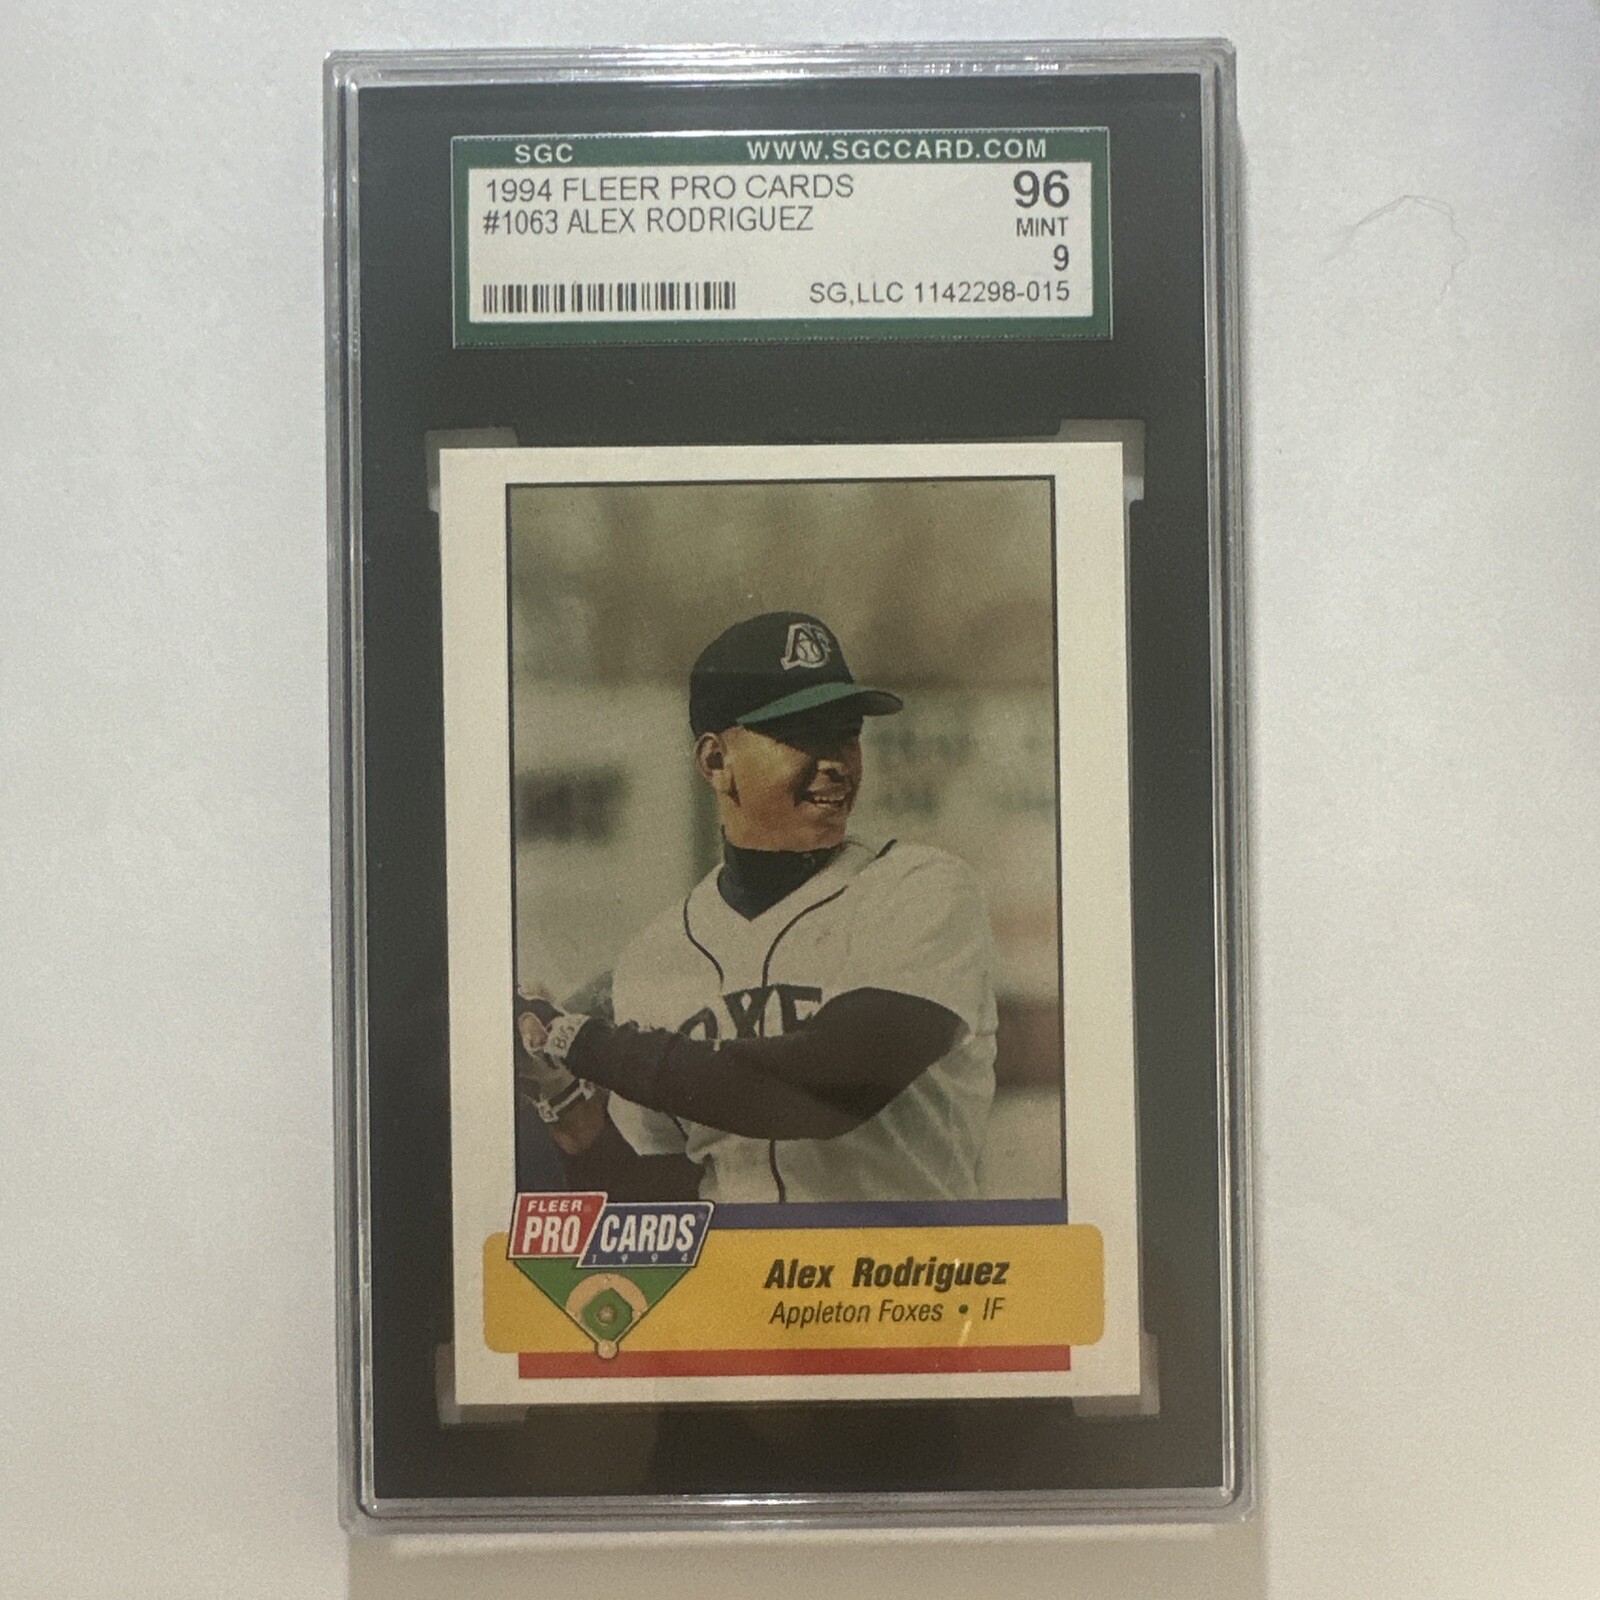 SGC WWW.SGCCARD.COM
1994 FLEER PRO CARDS 96
#1063 ALEX RODRIGUEZ MINT
9
SG,LLC 1142298-015
FLEER
PRO CARDS
1994
Alex Rodriguez
Appleton Foxes • IF